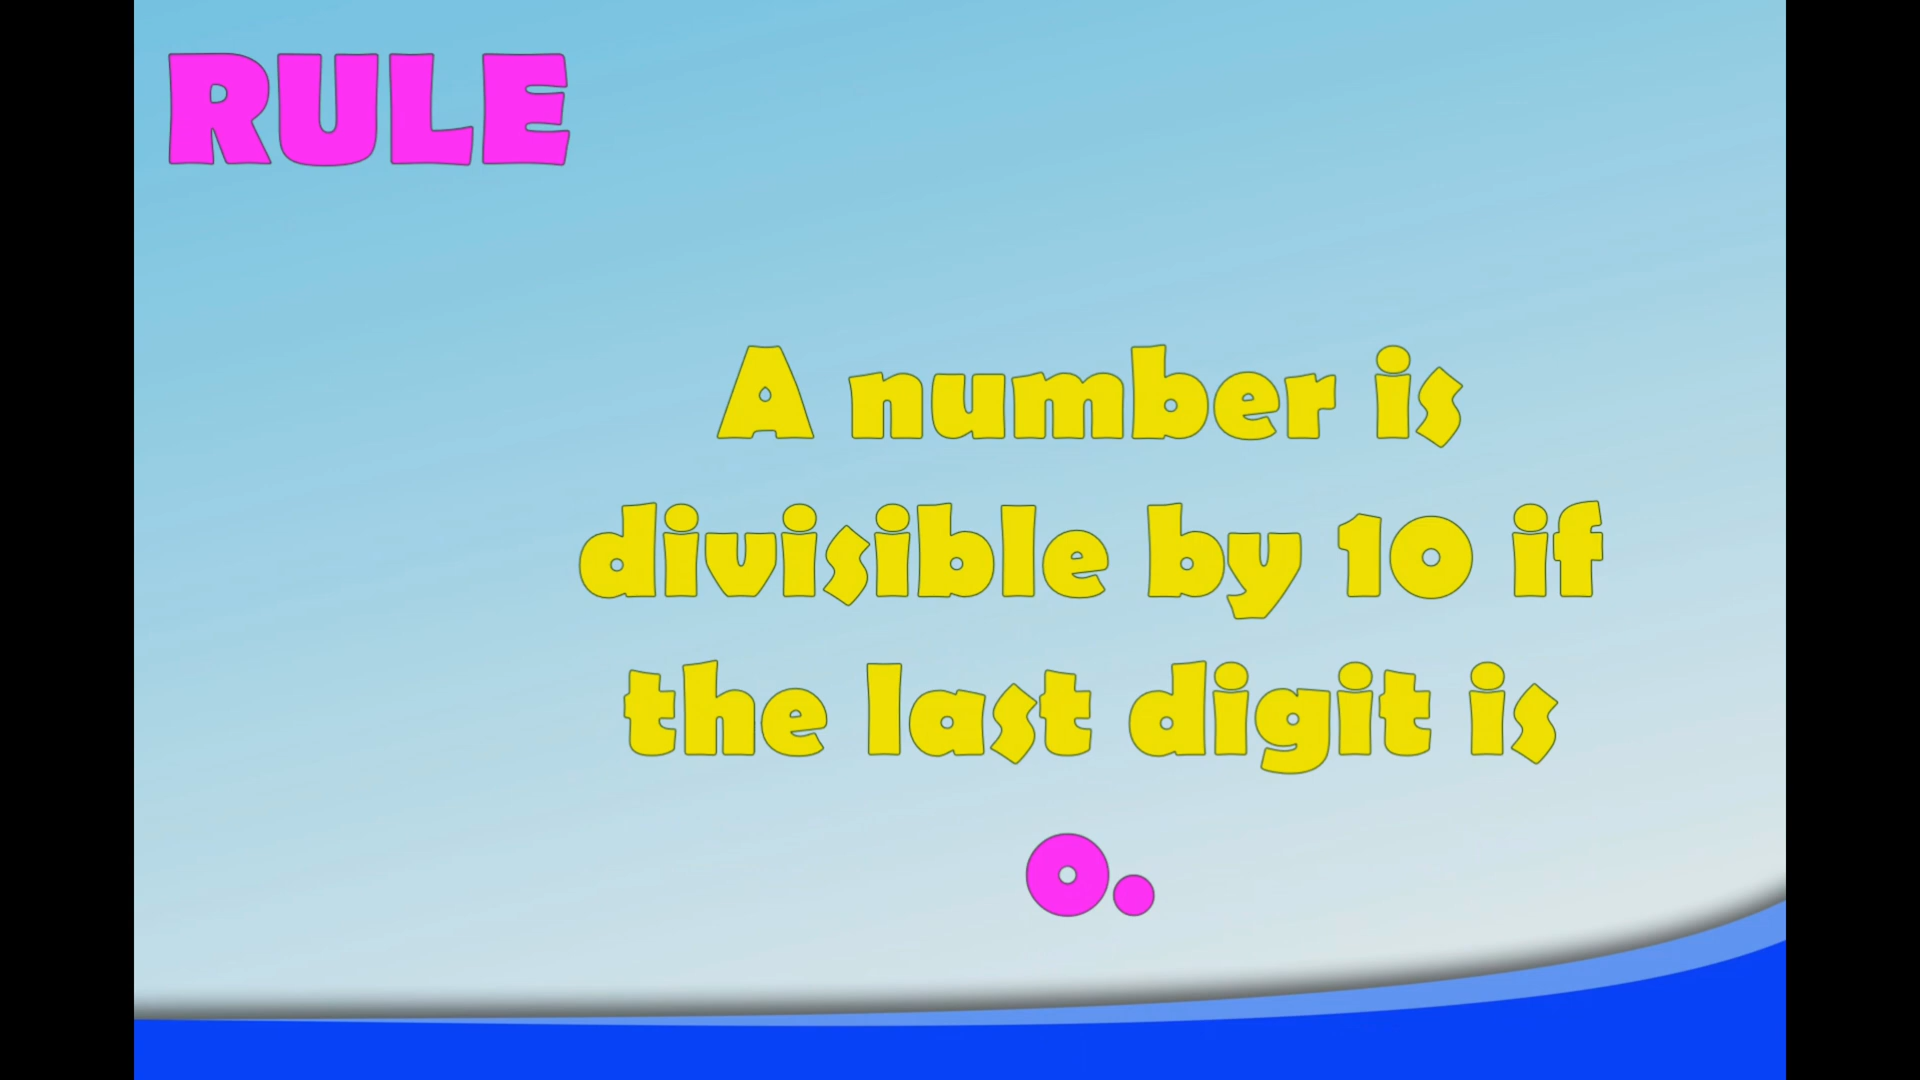 RULE
A number is
divisible by 10 if
the last digit is
0.